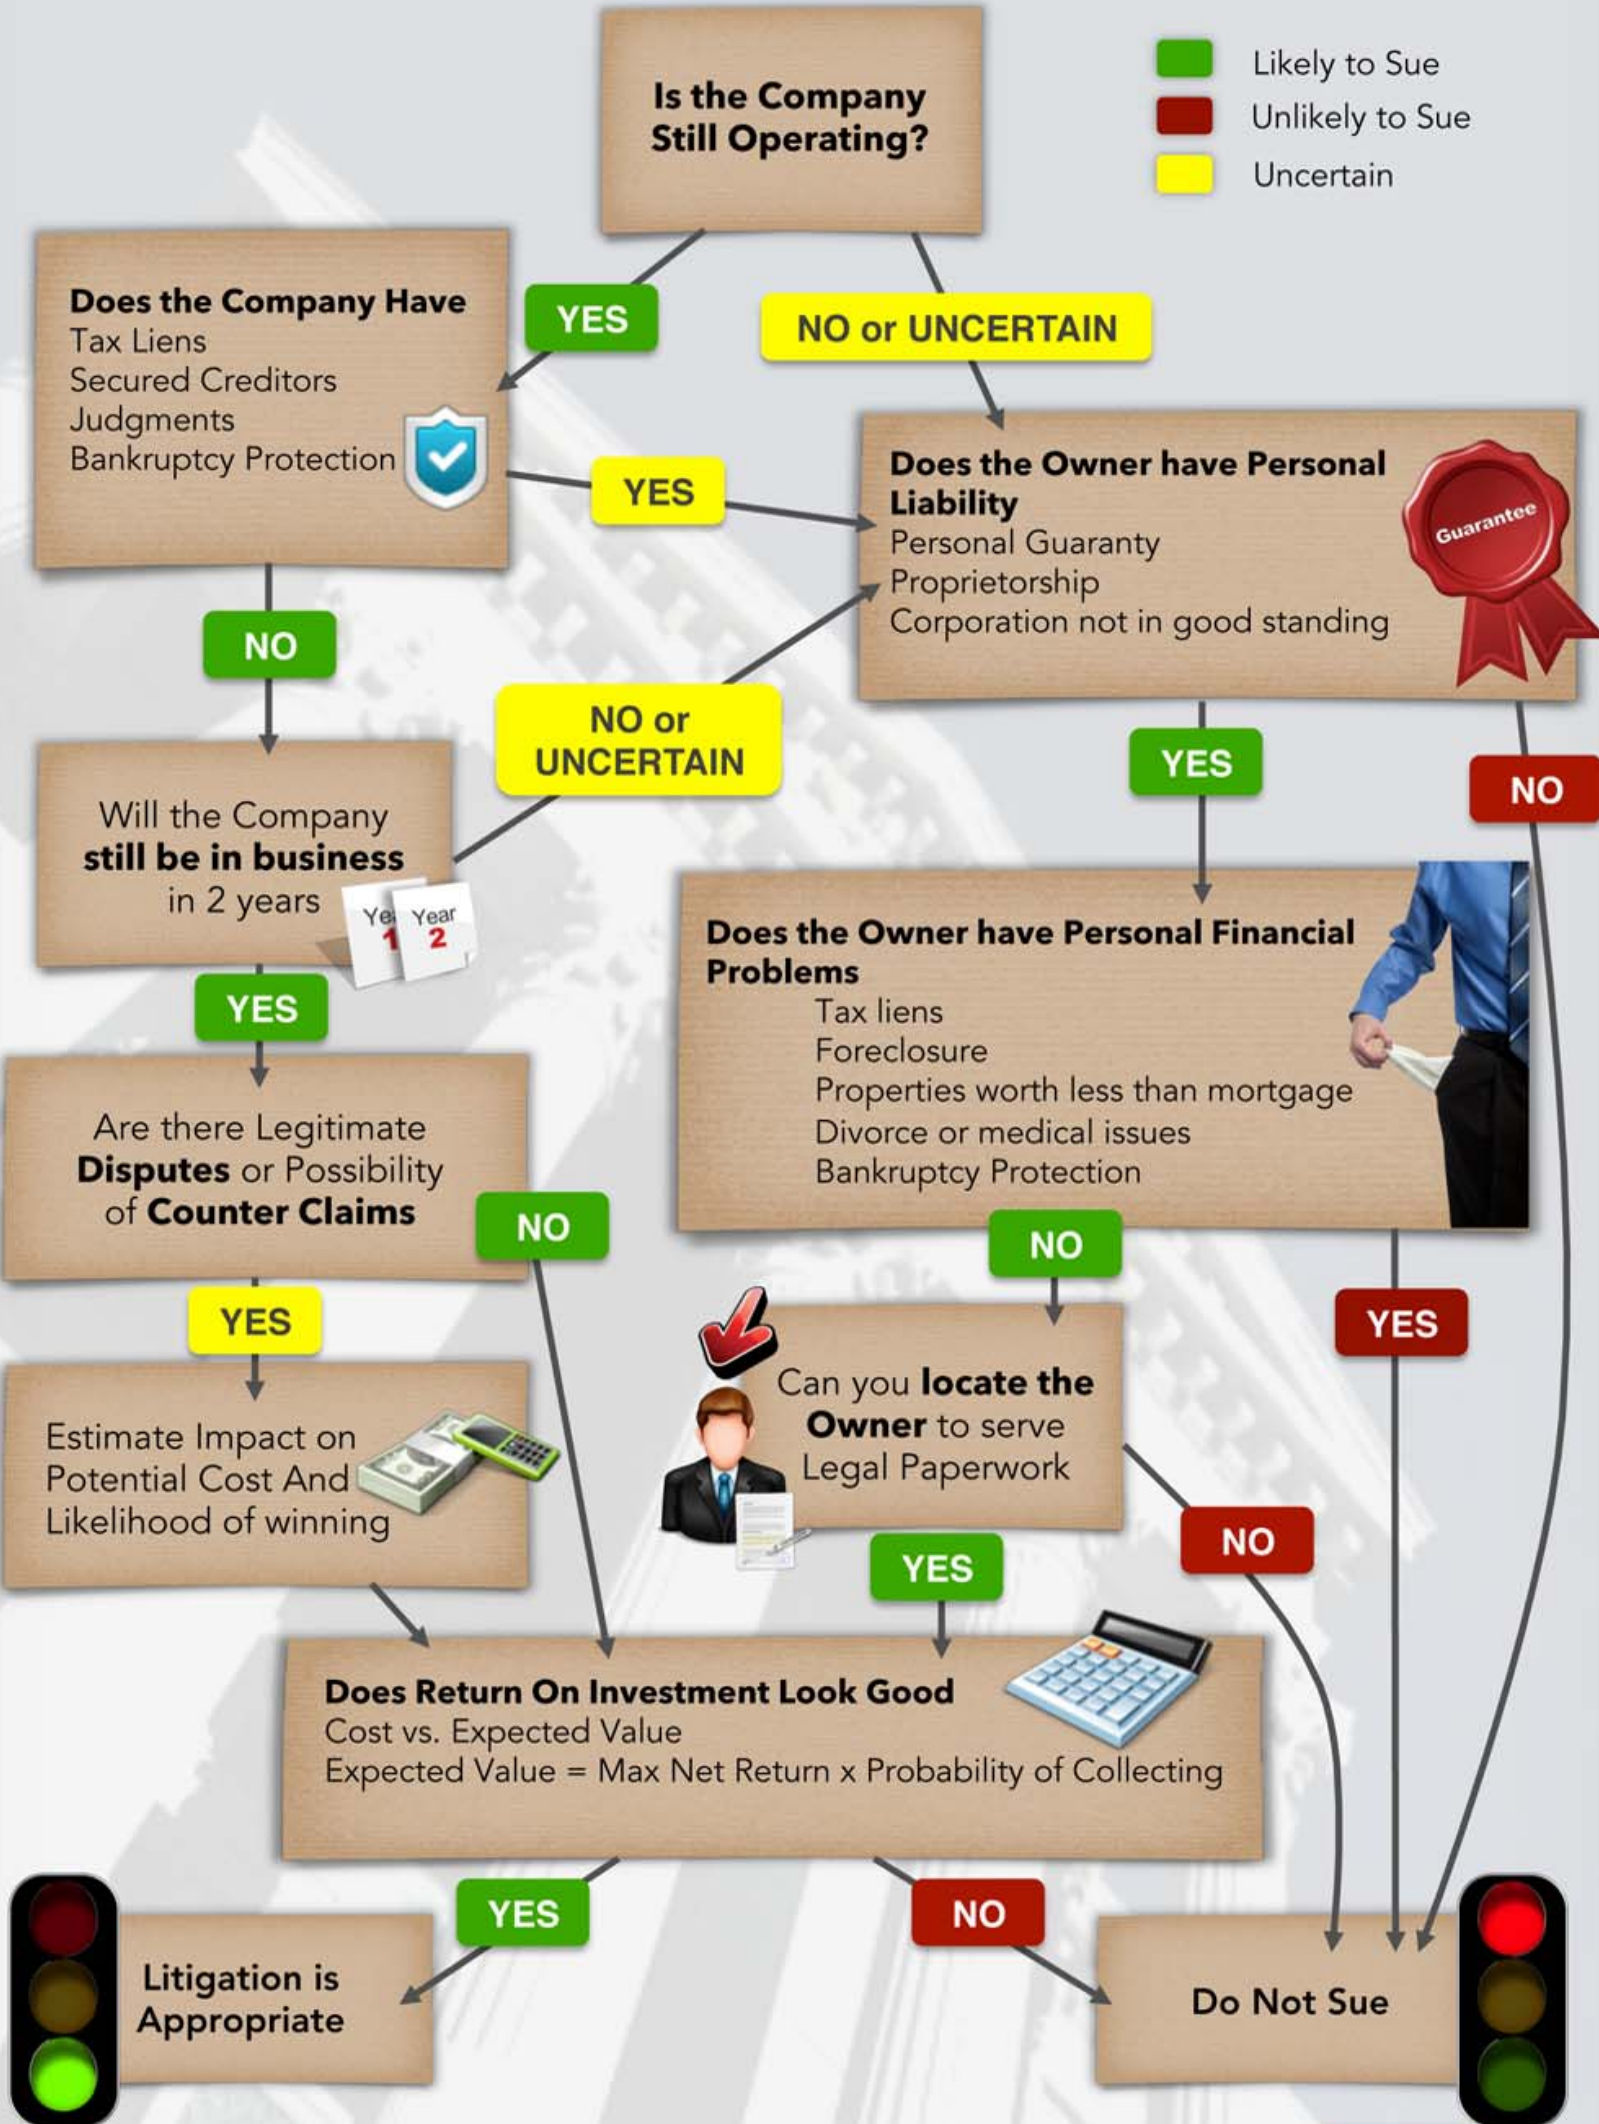 Is the Company
Still Operating?
Likely to Sue
Unlikely to Sue
Uncertain
YES
NO or UNCERTAIN
Does the Company Have
Tax Liens
Secured Creditors
Judgments
Bankruptcy Protection
YES
Does the Owner have Personal
Liability
Personal Guaranty
Proprietorship
Corporation not in good standing
Guarantee
NO
NO or
UNCERTAIN
YES
NO
Will the Company
still be in business
in 2 years
Year
1
Year
2
Does the Owner have Personal Financial
Problems
Tax liens
Foreclosure
Properties worth less than mortgage
Divorce or medical issues
Bankruptcy Protection
YES
Are there Legitimate
Disputes or Possibility
of Counter Claims
NO
NO
YES
YES
Can you locate the
Owner to serve
Legal Paperwork
Estimate Impact on
Potential Cost And
Likelihood of winning
NO
YES
Does Return On Investment Look Good
Cost vs. Expected Value
Expected Value = Max Net Return x Probability of Collecting
YES
NO
Litigation is
Appropriate
Do Not Sue